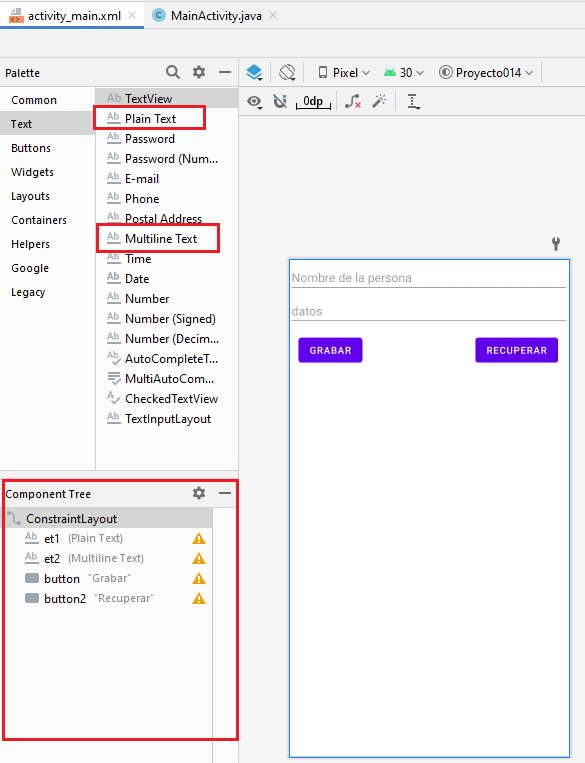 activity_main.xml
MainActivity.java
Palette
Pixel
30
Proyecto014
Common
Text
Buttons
Widgets
Layouts
Containers
Helpers
Google
Legacy
Ab TextView
Ab Plain Text
Ab Password
Ab Password (Num...
Ab E-mail
Ab Phone
Ab Postal Address
Ab Multiline Text
Ab Time
Ab Date
Ab Number
Ab Number (Signed)
Ab Number (Decim...
AutoCompleteT...
MultiAutoCom...
CheckedTextView
Ab TextInputLayout
0dp
Nombre de la persona
datos
GRABAR
RECUPERAR
Component Tree
ConstraintLayout
Ab et1 (Plain Text)
Ab et2 (Multiline Text)
button "Grabar"
button2 "Recuperar"